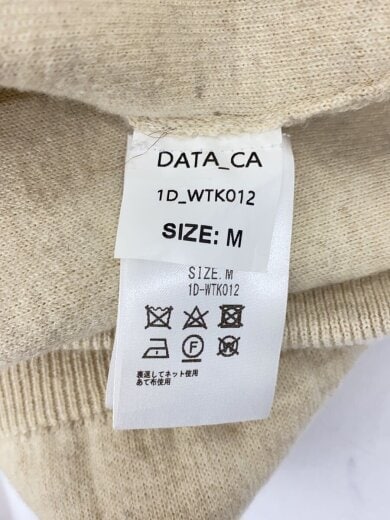 DATA_CA
1D_WTK012
SIZE: M
SIZE. M
1D-WTK012
F
W
裏返してネット使用
あて布使用